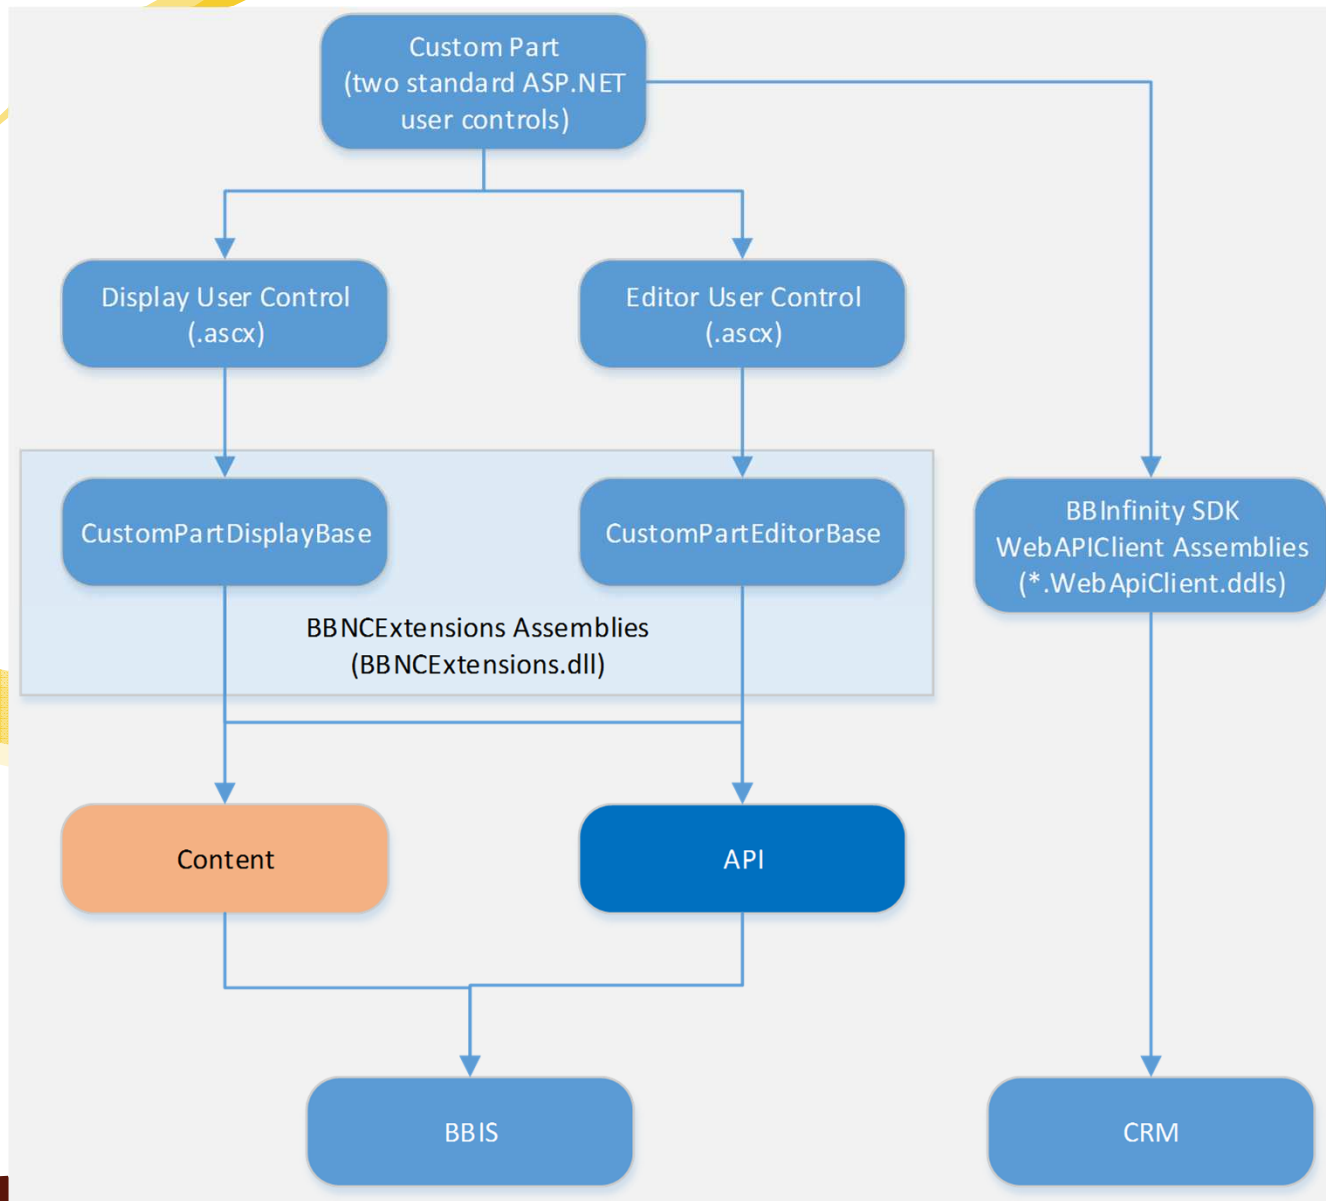 Custom Part
(two standard ASP.NET
user controls)
Display User Control
(.ascx)
Editor User Control
(.ascx)
CustomPartDisplayBase
CustomPartEditorBase
BBInfinity SDK
WebAPIClient Assemblies
(*.WebApiClient.ddls)
BBNCExtensions Assemblies
(BBNCExtensions.dll)
Content
API
BBIS
CRM